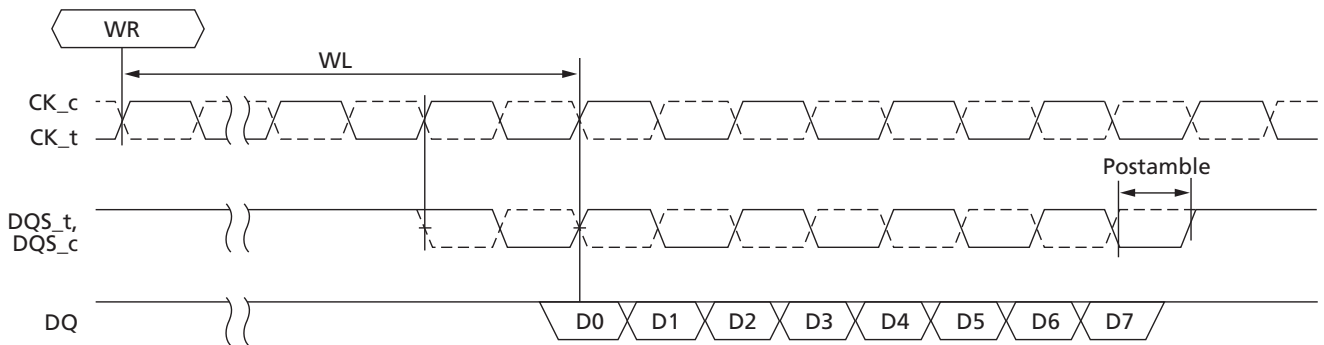 WR
WL
CK_c
CK_t
Postamble
DQS_t,
DQS_c
DQ
D0 D1 D2 D3 D4 D5 D6 D7